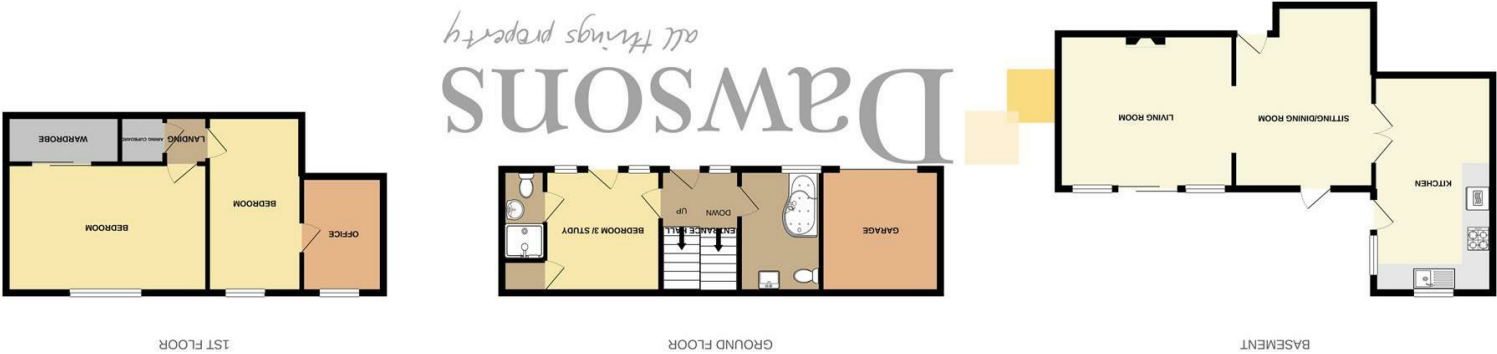 BASEMENT
GROUND FLOOR
1ST FLOOR
KITCHEN
SITTING/DINING ROOM
LIVING ROOM
GARAGE
ENTRANCE HALL
DOWN
UP
BEDROOM 3/ STUDY
OFFICE
BEDROOM
BEDROOM
LANDING
AIRING CUPBOARD
WARDROBE
Dawsons
all things property